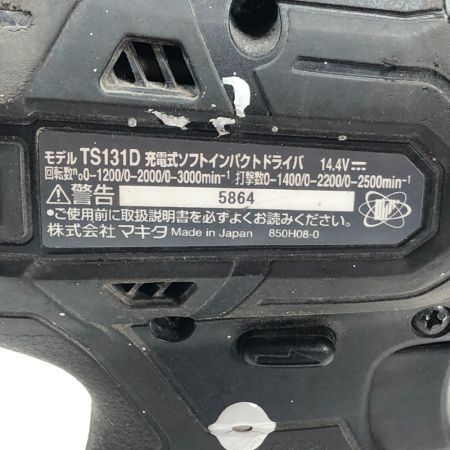 モデル TS131D 充電式ソフトインパクトドライバ 14.4V
回転数n₀0-1200/0-2000/0-3000min⁻¹ 打撃数0-1400/0-2200/0-2500min⁻¹
⚠警告 5864
●ご使用前に取扱説明書を必ずよくお読みください。
株式会社 マキタ Made in Japan 850H08-0